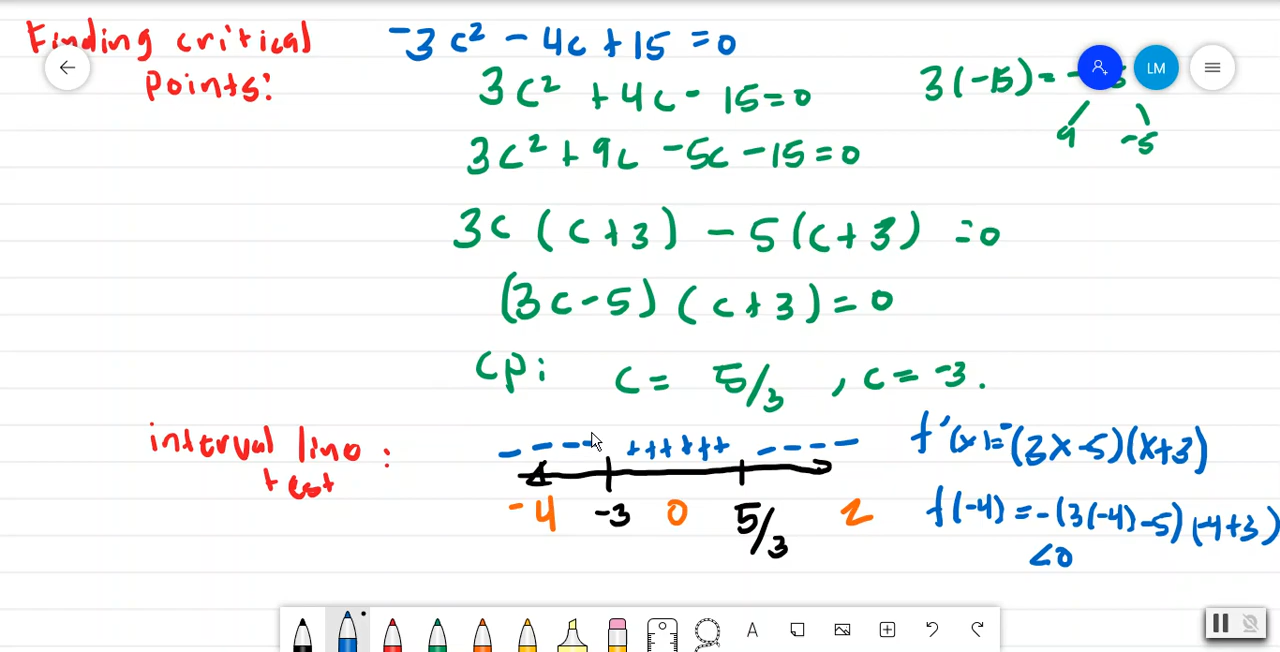 Finding critical points:
-3c² - 4c + 15 = 0
3c² + 4c - 15 = 0
3(-15) = -
9 -5
3c² + 9c - 5c - 15 = 0
3c (c+3) - 5(c+3) = 0
(3c-5) (c+3) = 0
cp: c = 5/3, c = -3.
LM
interval line test:
- - - - ++++++ - - - -
-4 -3 0 5/3 2
f'(x) = -(3x-5)(x+3)
f(-4) = -(3(-4)-5)(-4+3)
<0
A